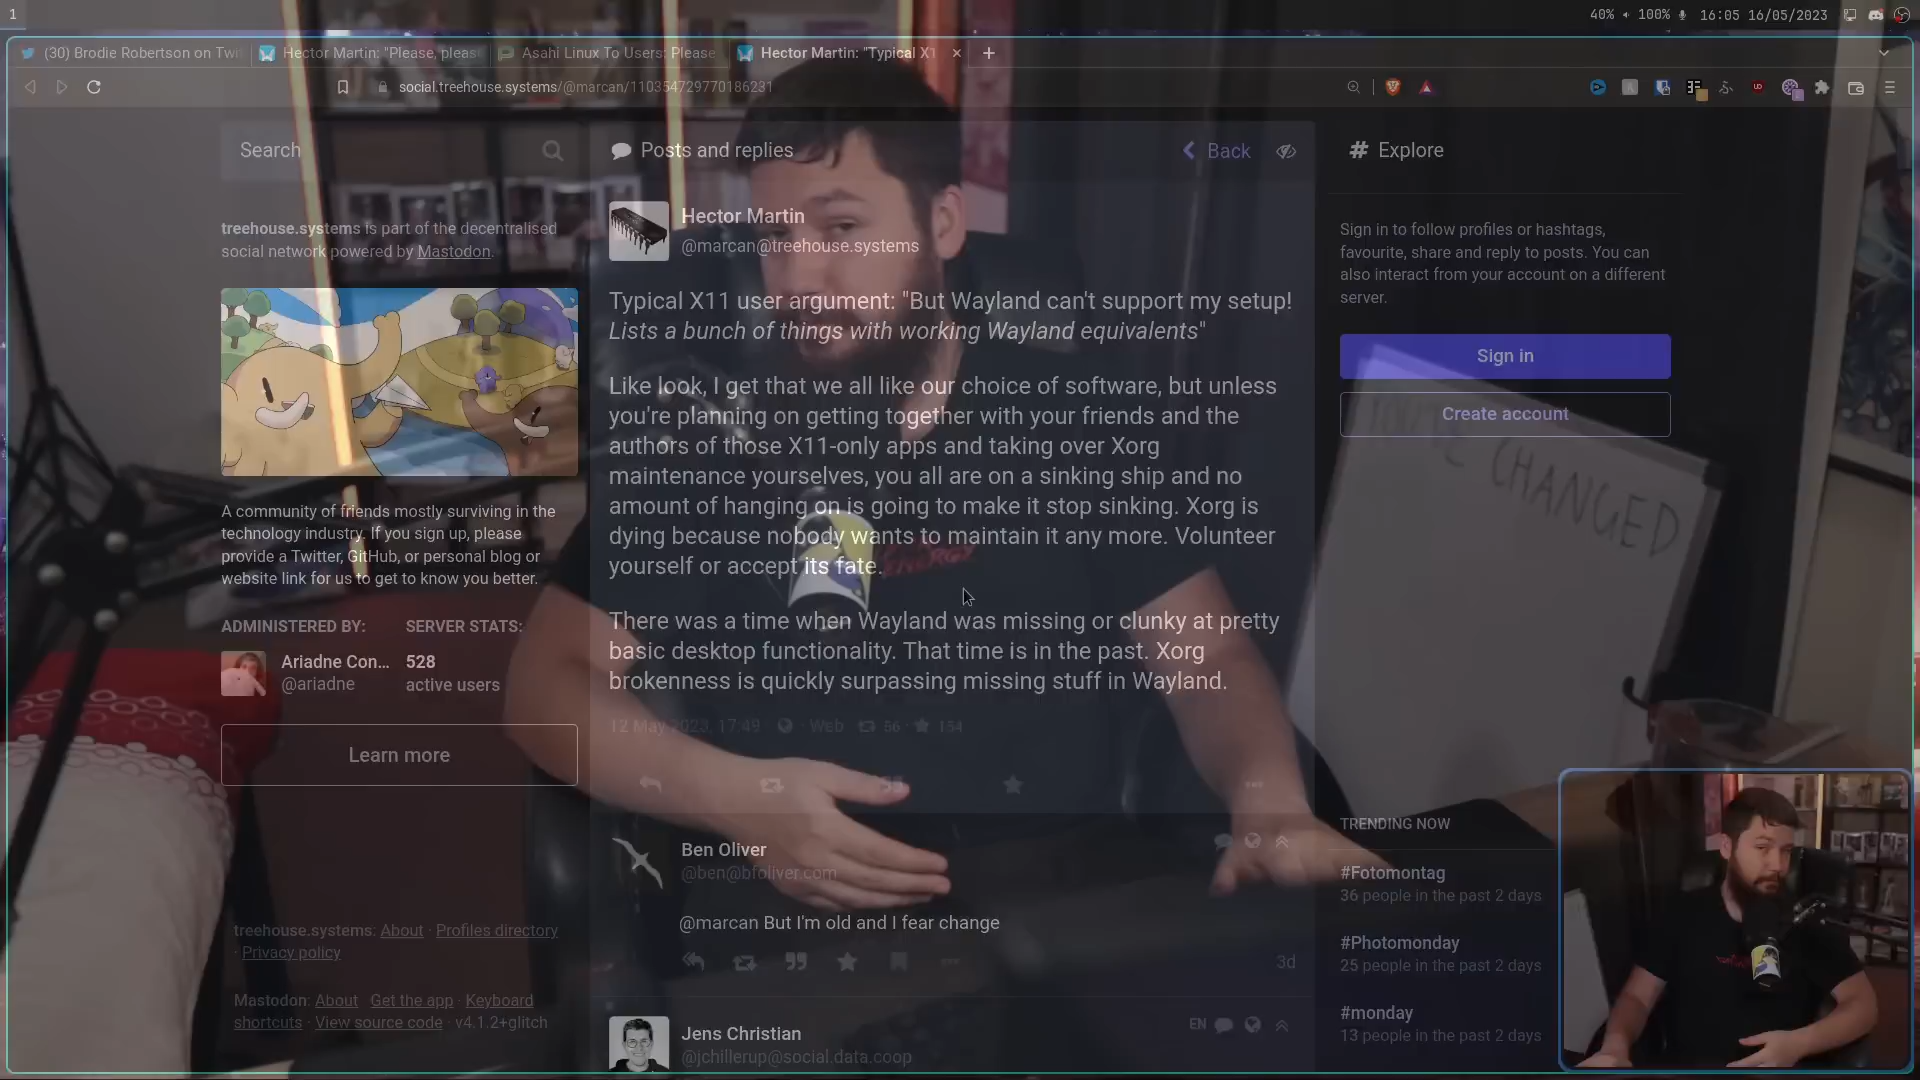 1
40% 100% 16:05 16/05/2023
(30) Brodie Robertson on Twi
Hector Martin: "Please, pleas
Asahi Linux To Users: Please
Hector Martin: "Typical X1
social.treehouse.systems/@marcan/110354729770186231
Search
treehouse.systems is part of the decentralised
social network powered by Mastodon.
A community of friends mostly surviving in the
technology industry. If you sign up, please
provide a Twitter, GitHub, or personal blog or
website link for us to get to know you better.
ADMINISTERED BY:
Ariadne Con...
@ariadne
SERVER STATS:
528
active users
Learn more
treehouse.systems: About · Profiles directory
· Privacy policy
Mastodon: About · Get the app · Keyboard
shortcuts · View source code · v4.1.2+glitch
Posts and replies
Back
Hector Martin
@marcan@treehouse.systems
Typical X11 user argument: "But Wayland can't support my setup!
Lists a bunch of things with working Wayland equivalents"
Like look, I get that we all like our choice of software, but unless
you're planning on getting together with your friends and the
authors of those X11-only apps and taking over Xorg
maintenance yourselves, you all are on a sinking ship and no
amount of hanging on is going to make it stop sinking. Xorg is
dying because nobody wants to maintain it any more. Volunteer
yourself or accept its fate.
There was a time when Wayland was missing or clunky at pretty
basic desktop functionality. That time is in the past. Xorg
brokenness is quickly surpassing missing stuff in Wayland.
12 May 2023, 17:49 · Web 56 · 154
Ben Oliver
@ben@bfoliver.com
@marcan But I'm old and I fear change
3d
Jens Christian
@jchillerup@social.data.coop
EN
Explore
Sign in to follow profiles or hashtags,
favourite, share and reply to posts. You can
also interact from your account on a different
server.
Sign in
Create account
CHANGED
ENERGY
TRENDING NOW
#Fotomontag
36 people in the past 2 days
#Photomonday
25 people in the past 2 days
#monday
13 people in the past 2 days